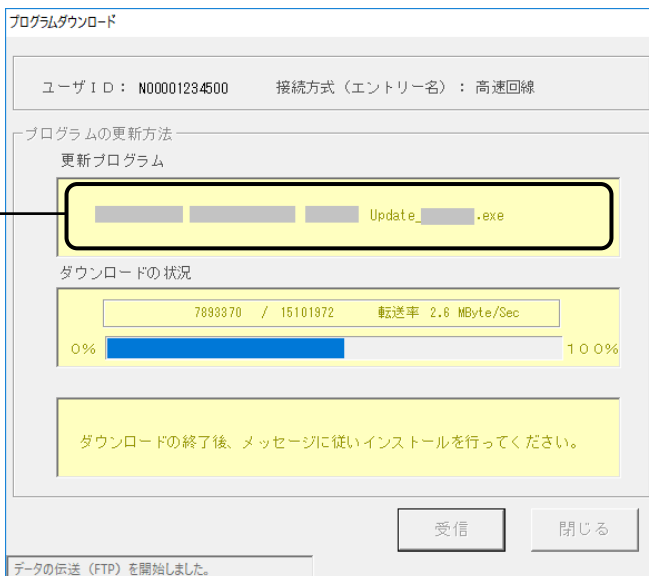 プログラムダウンロード
ユーザID： N00001234500 接続方式（エントリー名）： 高速回線
プログラムの更新方法
更新プログラム
Update_ .exe
ダウンロードの状況
7893370 / 15101972 転送率 2.6 MByte/Sec
0% 100%
ダウンロードの終了後、メッセージに従いインストールを行ってください。
受信 閉じる
データの伝送（FTP）を開始しました。